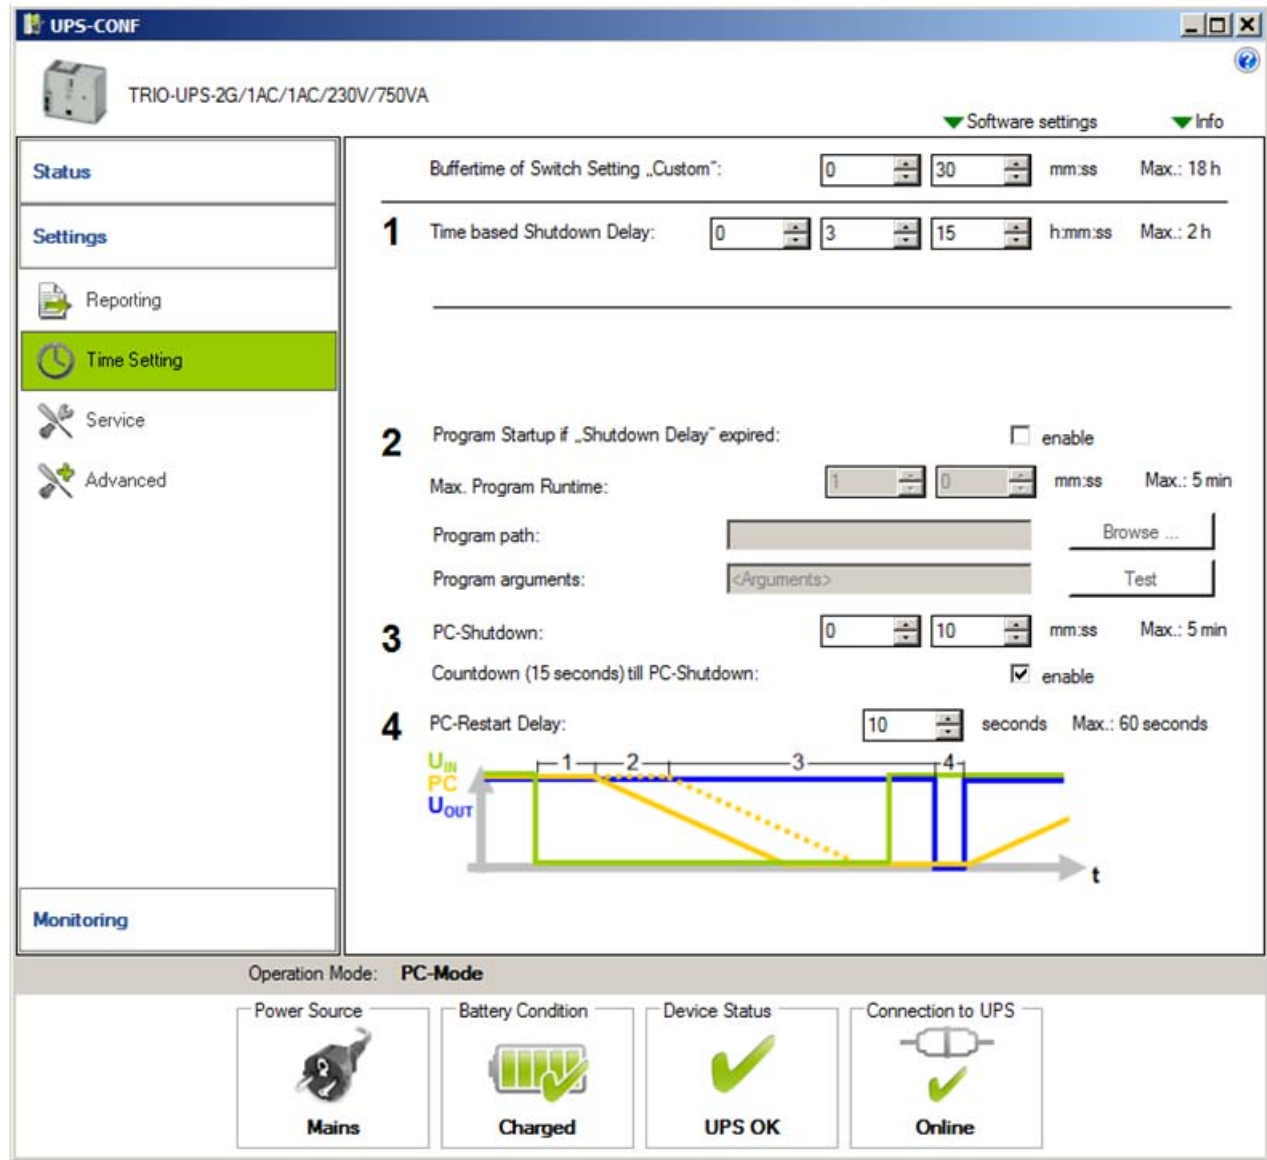 UPS-CONF
TRIO-UPS-2G/1AC/1AC/230V/750VA
Software settings Info
Status
Settings
Reporting
Time Setting
Service
Advanced
Monitoring
Buffertime of Switch Setting „Custom“: 0 30 mm:ss Max.: 18 h
1 Time based Shutdown Delay: 0 3 15 h:mm:ss Max.: 2 h
2 Program Startup if „Shutdown Delay“ expired: enable
Max. Program Runtime: 1 0 mm:ss Max.: 5 min
Program path: Browse ...
Program arguments: <Arguments> Test
3 PC-Shutdown: 0 10 mm:ss Max.: 5 min
Countdown (15 seconds) till PC-Shutdown: enable
4 PC-Restart Delay: 10 seconds Max.: 60 seconds
UIN 1 2 3 4
PC
UOUT
t
Operation Mode: PC-Mode
Power Source Battery Condition Device Status Connection to UPS
Mains Charged UPS OK Online